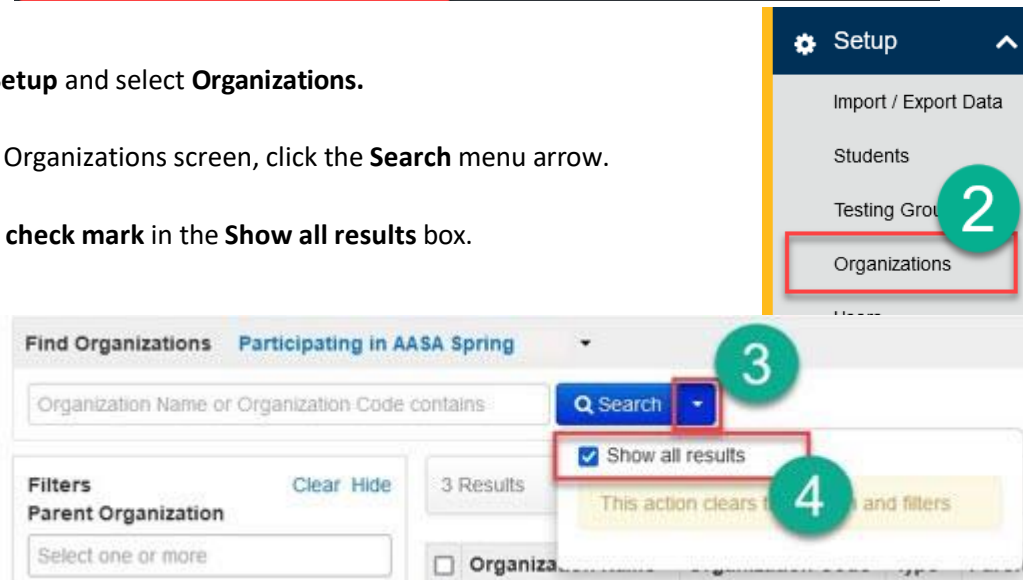 Setup and select Organizations.
Organizations screen, click the Search menu arrow.
check mark in the Show all results box.
Setup
Import / Export Data
Students
Testing
2
Organizations
Find Organizations Participating in AASA Spring
3
Organization Name or Organization Code contains
Search
Show all results
4
Filters Clear Hide
3 Results
This action clears and filters
Parent Organization
Select one or more